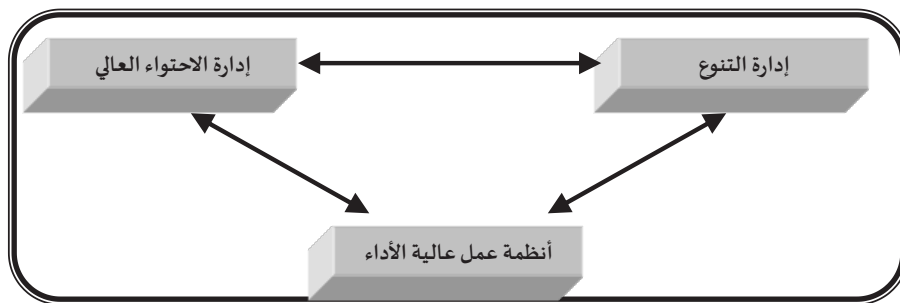 إدارة التنوع
إدارة الاحتواء العالي
أنظمة عمل عالية الأداء